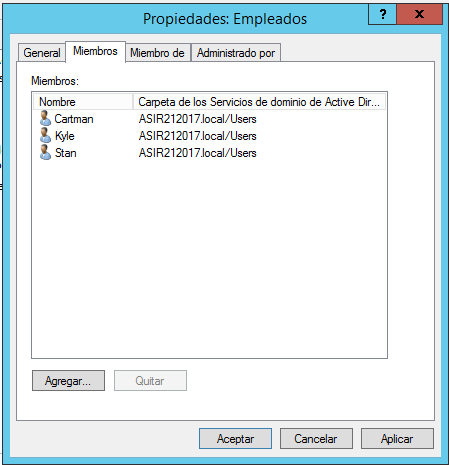 Propiedades: Empleados
? x
General Miembros Miembro de Administrado por
Miembros:
Nombre Carpeta de los Servicios de dominio de Active Dir...
Cartman ASIR212017.local/Users
Kyle ASIR212017.local/Users
Stan ASIR212017.local/Users
Agregar... Quitar
Aceptar Cancelar Aplicar